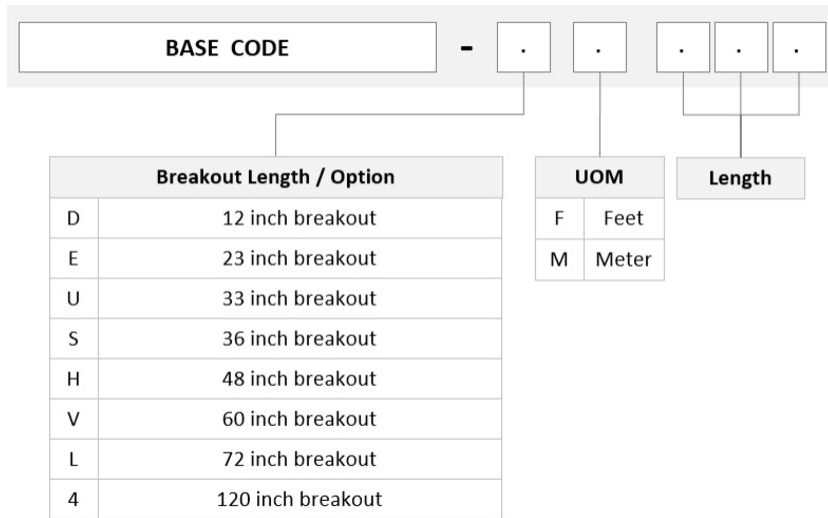 BASE CODE - . . . . .
Breakout Length / Option
D 12 inch breakout
E 23 inch breakout
U 33 inch breakout
S 36 inch breakout
H 48 inch breakout
V 60 inch breakout
L 72 inch breakout
4 120 inch breakout
UOM
F Feet
M Meter
Length